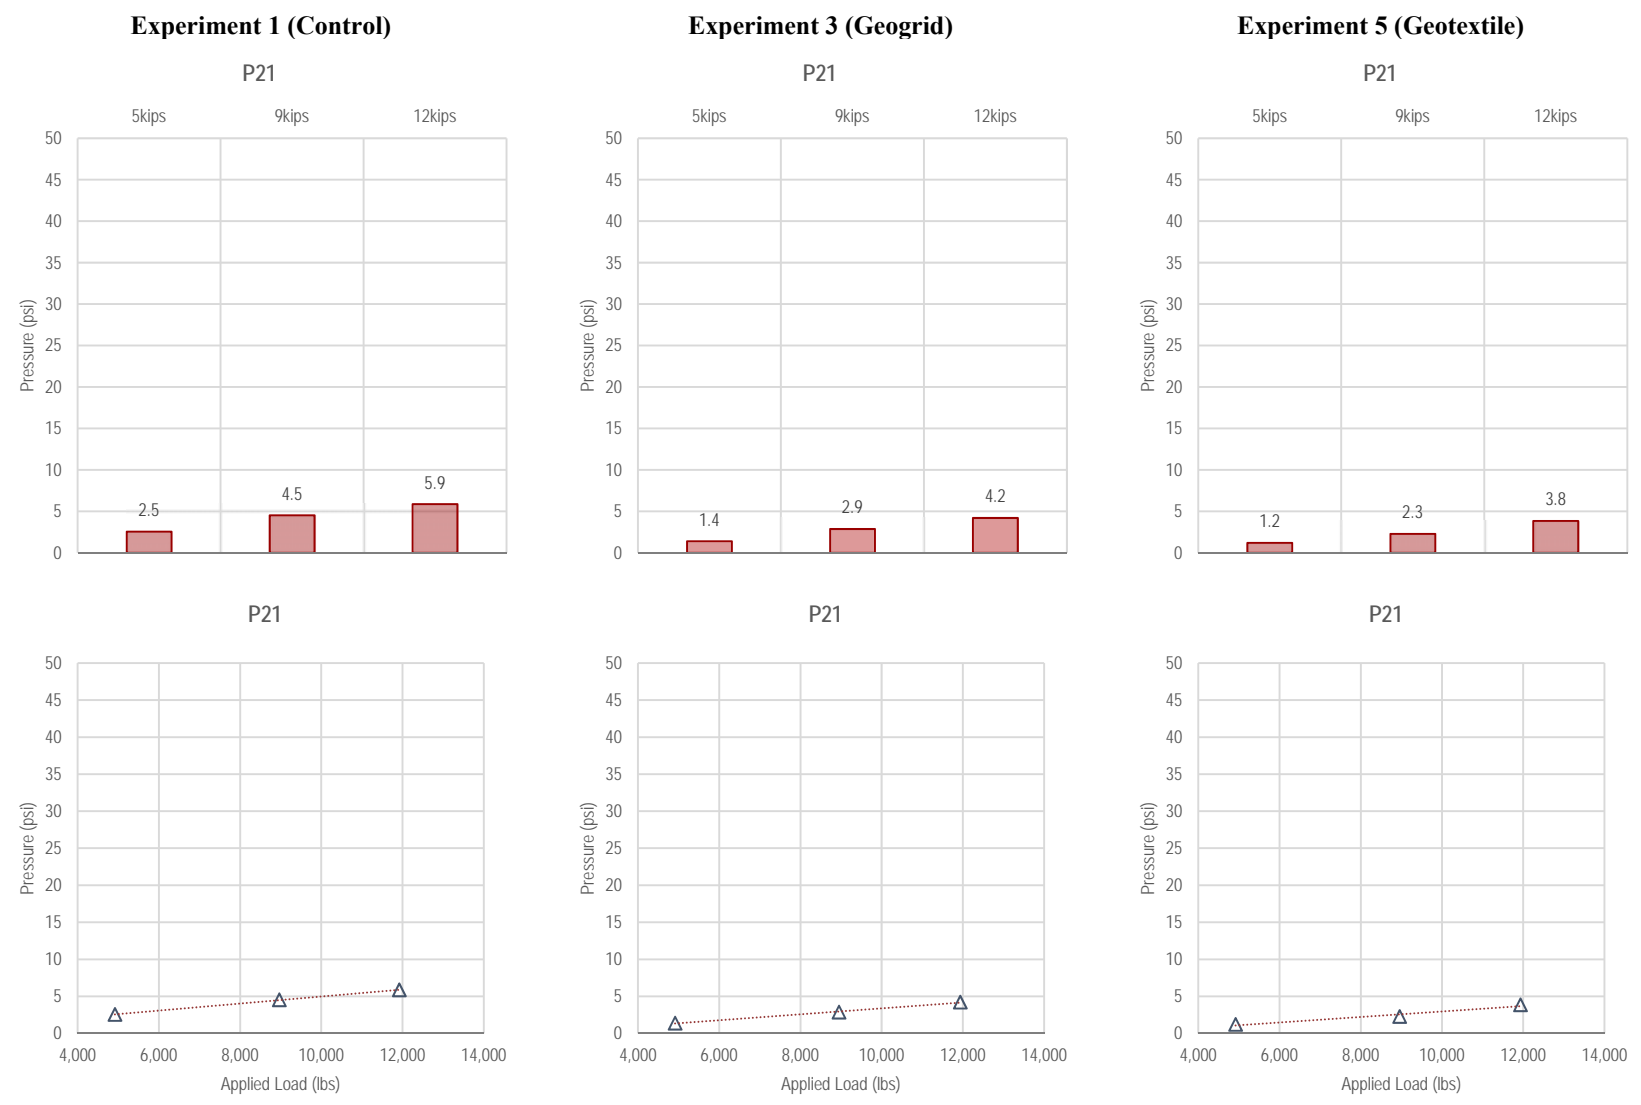 Experiment 1 (Control) Experiment 3 (Geogrid) Experiment 5 (Geotextile)
P21 P21 P21
5kips 9kips 12kips 5kips 9kips 12kips 5kips 9kips 12kips
50 50 50
45 45 45
40 40 40
35 35 35
30 30 30
25 25 25
20 20 20
15 15 15
10 10 10
5 5 5
0 0 0
Pressure (psi) Pressure (psi) Pressure (psi)
2.5 4.5 5.9 1.4 2.9 4.2 1.2 2.3 3.8
P21 P21 P21
50 50 50
45 45 45
40 40 40
35 35 35
30 30 30
25 25 25
20 20 20
15 15 15
10 10 10
5 5 5
0 0 0
Pressure (psi) Pressure (psi) Pressure (psi)
4,000 6,000 8,000 10,000 12,000 14,000 4,000 6,000 8,000 10,000 12,000 14,000 4,000 6,000 8,000 10,000 12,000 14,000
Applied Load (lbs) Applied Load (lbs) Applied Load (lbs)